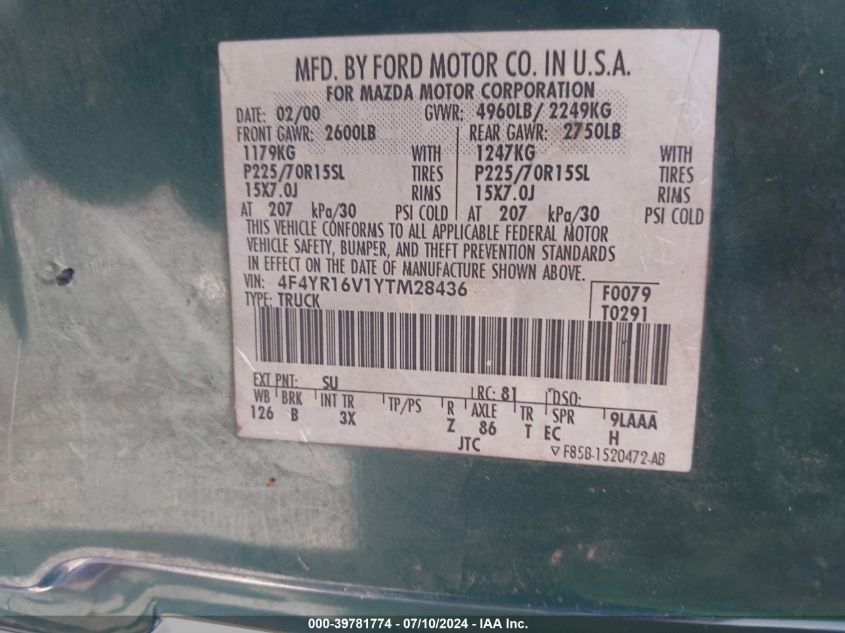 MFD. BY FORD MOTOR CO. IN U.S.A.
FOR MAZDA MOTOR CORPORATION
DATE: 02/00 GVWR: 4960LB/ 2249KG
FRONT GAWR: 2600LB REAR GAWR: 2750LB
1179KG WITH 1247KG WITH
P225/70R15SL TIRES P225/70R15SL TIRES
15X7.0J RIMS 15X7.0J RIMS
AT 207 kPa/30 PSI COLD AT 207 kPa/30 PSI COLD
THIS VEHICLE CONFORMS TO ALL APPLICABLE FEDERAL MOTOR
VEHICLE SAFETY, BUMPER, AND THEFT PREVENTION STANDARDS
IN EFFECT ON THE DATE OF MANUFACTURE SHOWN ABOVE.
VIN: 4F4YR16V1YTM28436 F0079
TYPE: TRUCK T0291
EXT PNT: SU RC: 81 DSO:
WB BRK INT TR TP/PS R AXLE TR SPR 9LAAA
126 B 3X Z 86 T EC H
JTC ▽ F85B-1520472-AB
000-39781774 / 07/10/2024 - IAA Inc.